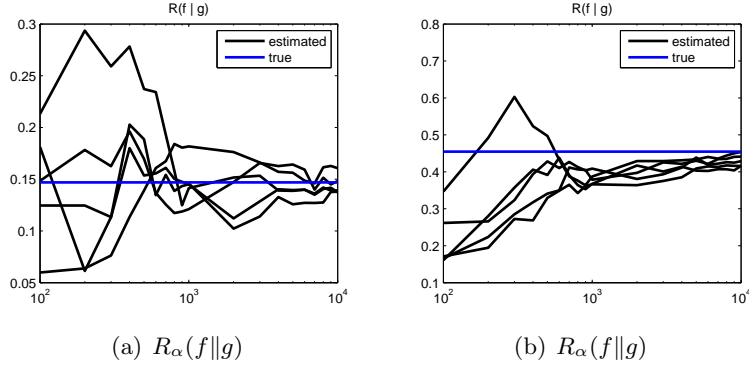 R(f | g)
0.3
0.25
0.2
0.15
0.1
0.05
10²
10³
10⁴
estimated
true
(a) Rα(f‖g)
R(f | g)
0.8
0.7
0.6
0.5
0.4
0.3
0.2
0.1
10²
10³
10⁴
estimated
true
(b) Rα(f‖g)